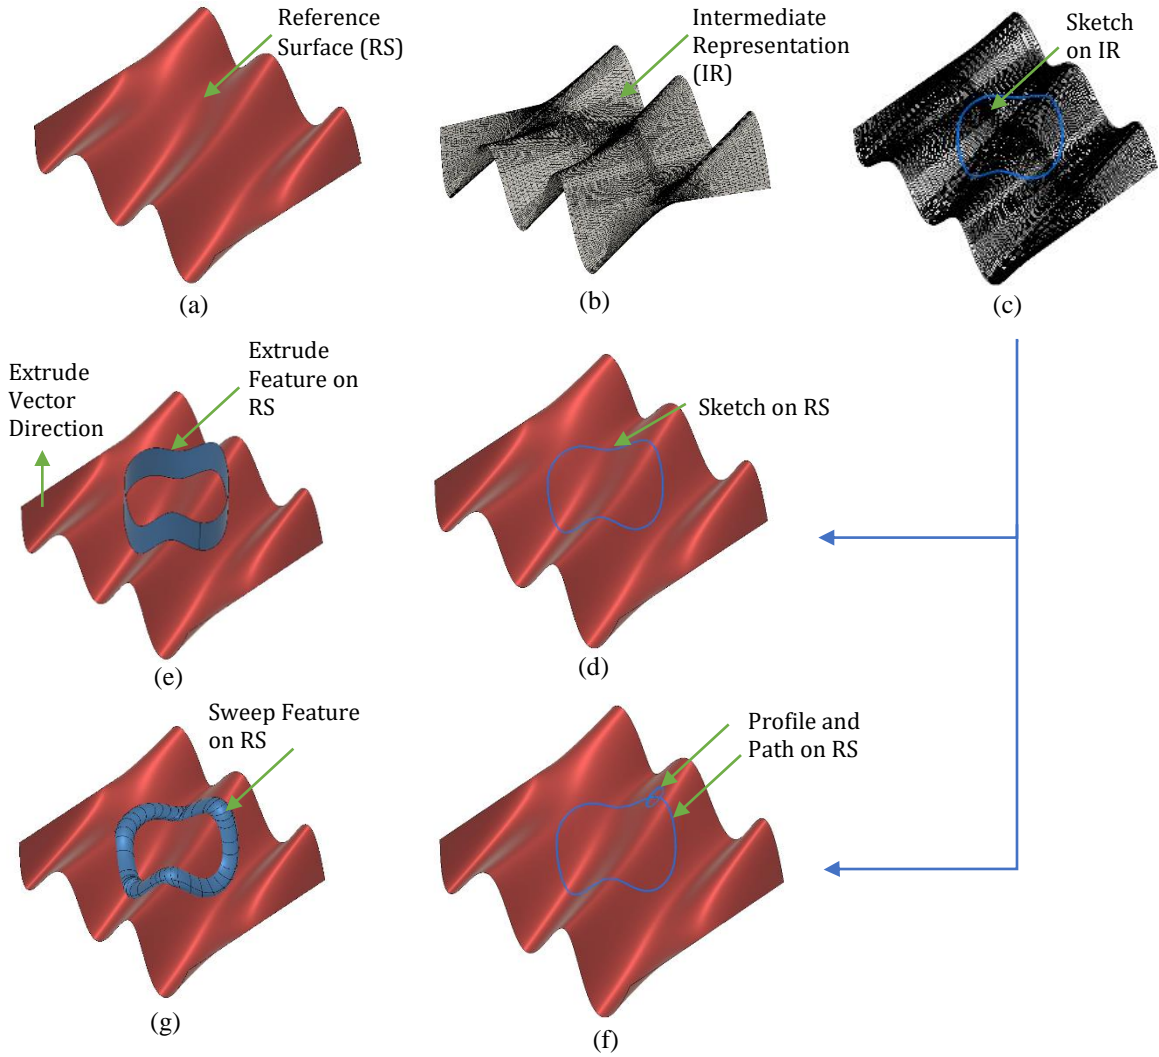 Reference
Surface (RS)
Intermediate
Representation
(IR)
Sketch
on IR
(a)
(b)
(c)
Extrude
Vector
Direction
Extrude
Feature on
RS
Sketch on RS
(e)
(d)
Sweep Feature
on RS
Profile and
Path on RS
(g)
(f)